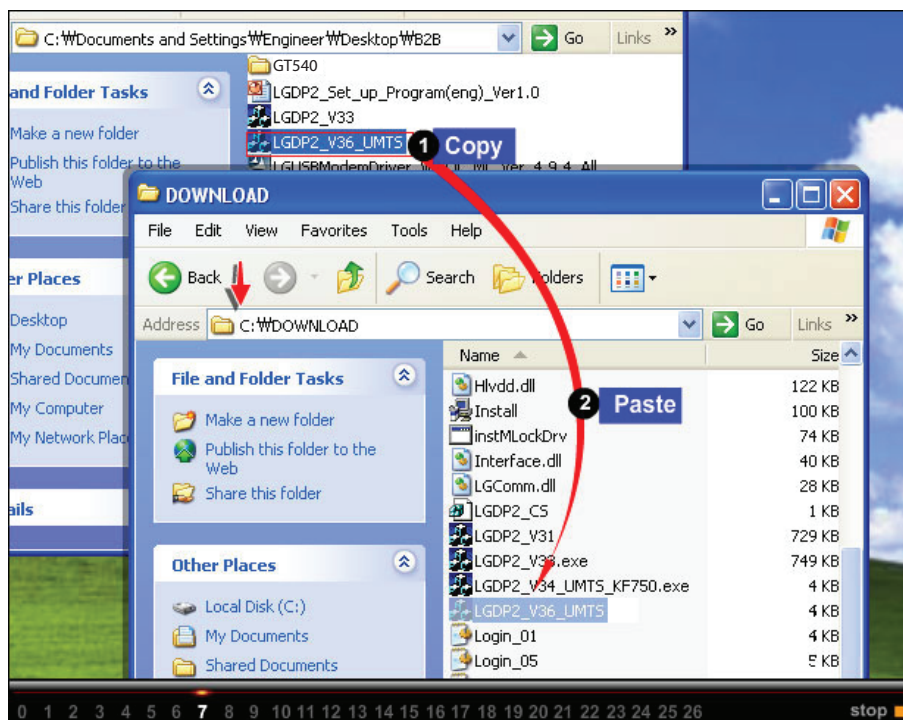 C:₩Documents and Settings₩Engineer₩Desktop₩B2B Go Links »
and Folder Tasks
Make a new folder
Publish this folder to the
Web
Share this folder
er Places
Desktop
My Documents
Shared Documen
My Computer
My Network Plac
ails
GT540
LGDP2_Set_up_Program(eng)_Ver1.0
LGDP2_V33
LGDP2_V36_UMTS
1 Copy
DOWNLOAD
File Edit View Favorites Tools Help
Back Search Folders
Address C:₩DOWNLOAD Go Links »
File and Folder Tasks
Make a new folder
Publish this folder to the
Web
Share this folder
Other Places
Local Disk (C:)
My Documents
Shared Documents
Name Size
Hlvdd.dll 122 KB
Install 100 KB
2 Paste
instMLockDrv 74 KB
Interface.dll 40 KB
LGComm.dll 28 KB
LGDP2_CS 1 KB
LGDP2_V31 729 KB
LGDP2_V33.exe 749 KB
LGDP2_V34_UMTS_KF750.exe 4 KB
LGDP2_V36_UMTS 4 KB
Login_01 4 KB
Login_05 5 KB
0 1 2 3 4 5 6 7 8 9 10 11 12 13 14 15 16 17 18 19 20 21 22 23 24 25 26 stop